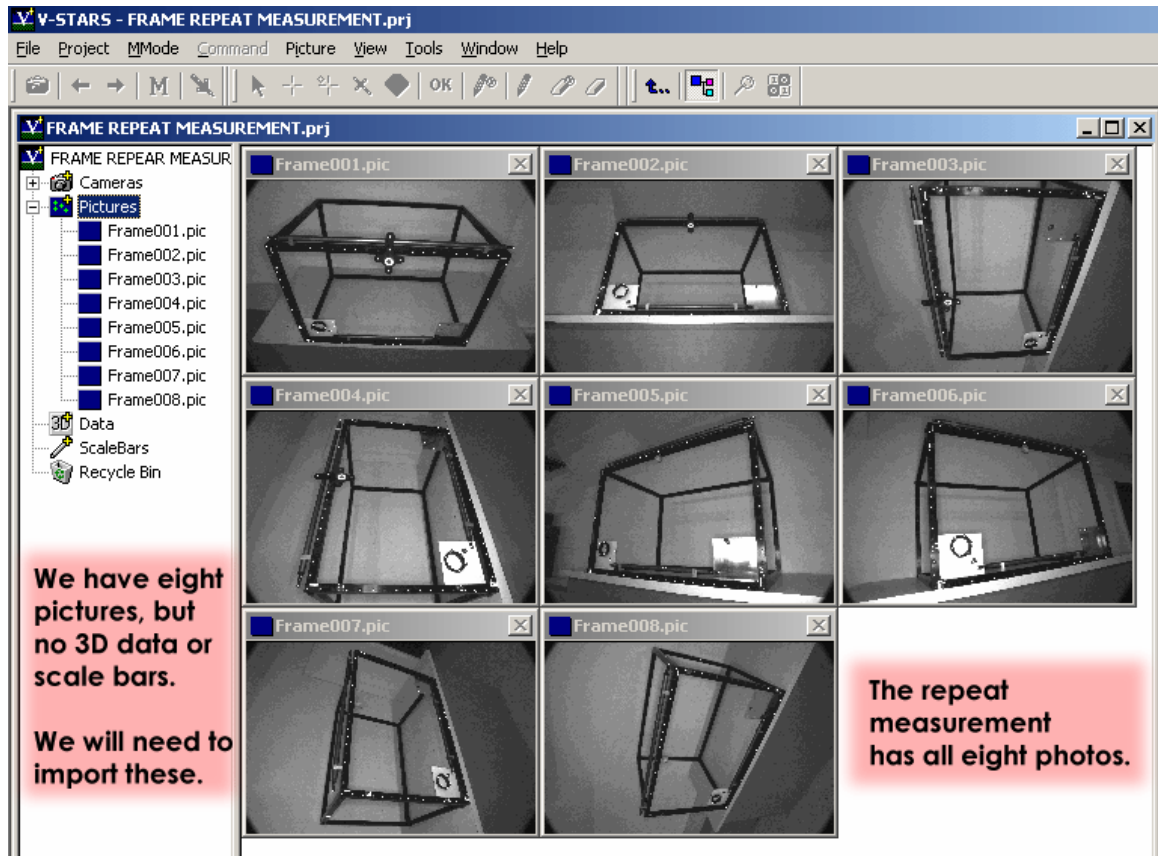 V-STARS - FRAME REPEAT MEASUREMENT.prj
File Project MMode Command Picture View Tools Window Help
M OK
FRAME REPEAT MEASUREMENT.prj
FRAME REPEAR MEASUR
Cameras
Pictures
Frame001.pic
Frame002.pic
Frame003.pic
Frame004.pic
Frame005.pic
Frame006.pic
Frame007.pic
Frame008.pic
3D Data
ScaleBars
Recycle Bin
We have eight
pictures, but
no 3D data or
scale bars.
We will need to
import these.
Frame001.pic
Frame002.pic
Frame003.pic
Frame004.pic
Frame005.pic
Frame006.pic
Frame007.pic
Frame008.pic
The repeat
measurement
has all eight photos.